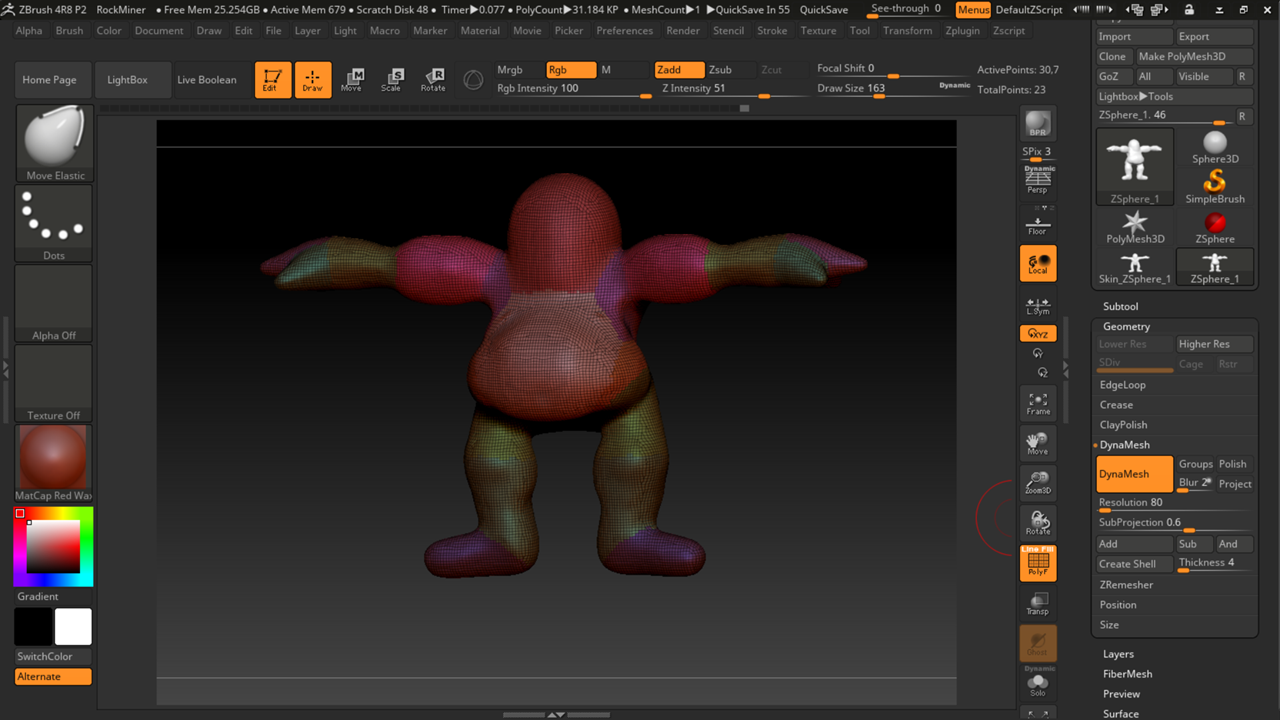 ZBrush 4R8 P2 RockMiner • Free Mem 25.254GB • Active Mem 679 • Scratch Disk 48 • Timer▶0.077 • PolyCount▶31.184 KP • MeshCount▶1 ▶QuickSave In 55 QuickSave See-through 0 Menus DefaultZScript
Alpha Brush Color Document Draw Edit File Layer Light Macro Marker Material Movie Picker Preferences Render Stencil Stroke Texture Tool Transform Zplugin Zscript
Home Page LightBox Live Boolean Edit Draw Move Scale Rotate
Mrgb Rgb M Zadd Zsub Zcut Focal Shift 0 ActivePoints: 30,7
Rgb Intensity 100 Z Intensity 51 Draw Size 163 Dynamic TotalPoints: 23
Move Elastic
Dots
Alpha Off
Texture Off
MatCap Red Wax
Gradient
SwitchColor
Alternate
BPR
SPix 3
Dynamic
Persp
Floor
Local
L.Sym
XYZ
Frame
Move
Zoom3D
Rotate
Line Fill
PolyF
Transp
Ghost
Dynamic
Solo
Import Export
Clone Make PolyMesh3D
GoZ All Visible R
Lightbox▶Tools
ZSphere_1. 46 R
ZSphere_1 Sphere3D
SimpleBrush
PolyMesh3D ZSphere
Skin_ZSphere_1 ZSphere_1
Subtool
Geometry
Lower Res Higher Res
SDiv Cage Rstr
EdgeLoop
Crease
ClayPolish
DynaMesh
DynaMesh Groups Polish
Blur 2 Project
Resolution 80
SubProjection 0.6
Add Sub And
Create Shell Thickness 4
ZRemesher
Position
Size
Layers
FiberMesh
Preview
Surface